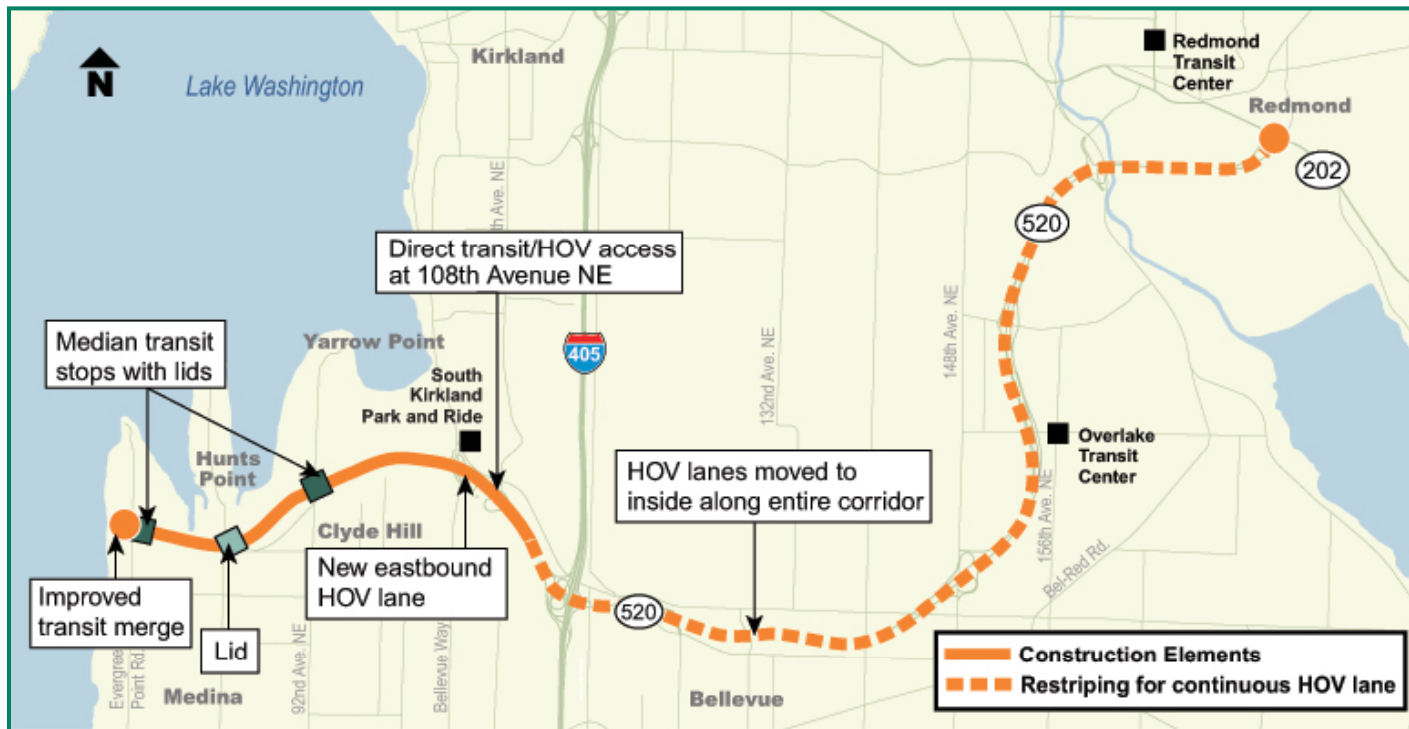 N
Lake Washington
Kirkland
Redmond
Transit
Center
Redmond
202
520
Direct transit/HOV access
at 108th Avenue NE
th Ave. NE
405
132nd Ave. NE
148th Ave. NE
Median transit
stops with lids
Yarrow Point
South
Kirkland
Park and Ride
Hunts
Point
Overlake
Transit
Center
HOV lanes moved to
inside along entire corridor
156th Ave. NE
Bel-Red Rd.
Clyde Hill
New eastbound
HOV lane
Improved
transit merge
Lid
520
Evergreen
Point Rd.
Medina
92nd Ave. NE
Bellevue Way
Bellevue
Construction Elements
Restriping for continuous HOV lane